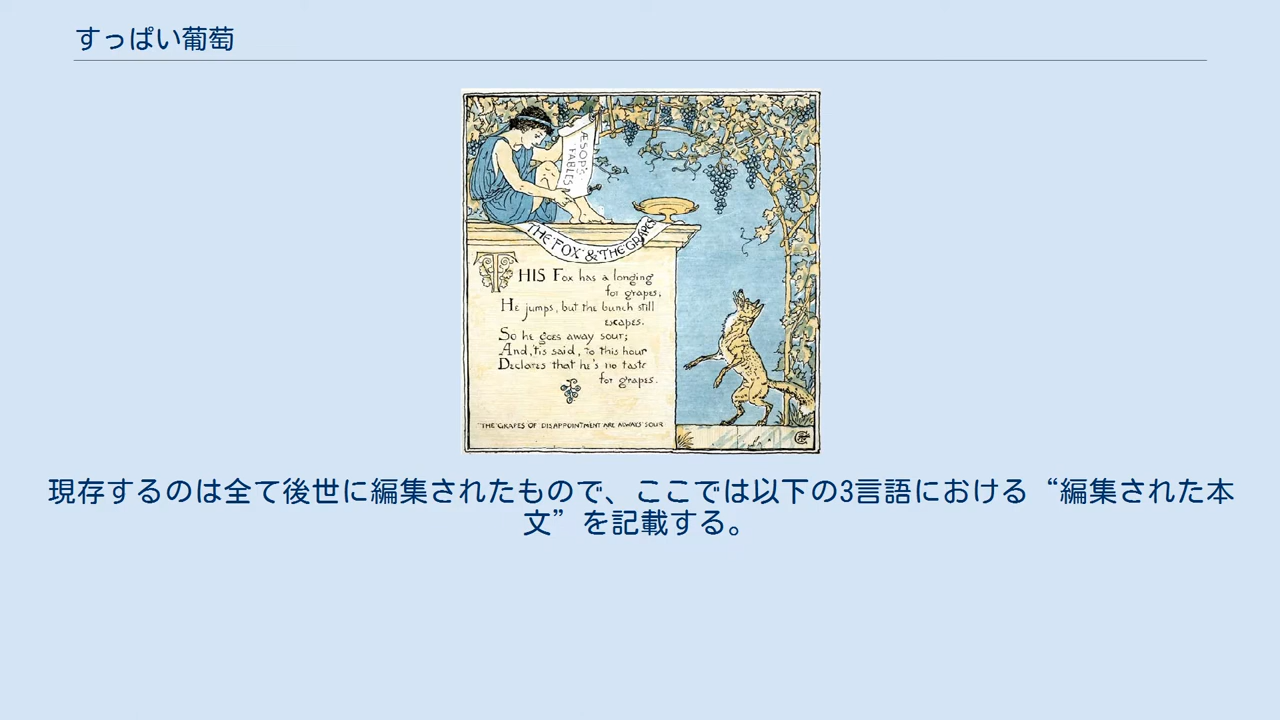 すっぱい葡萄
ÆSOP'S
FABLES
THE FOX & THE GRAPES
THIS Fox has a longing
for grapes,
He jumps, but the bunch still
escapes.
So he goes away sour;
And, 'tis said, to this hour
Declares that he's no taste
for grapes.
THE GRAPES OF DISAPPOINTMENT ARE ALWAYS SOUR
現存するのは全て後世に編集されたもので、ここでは以下の3言語における“編集された本
文”を記載する。